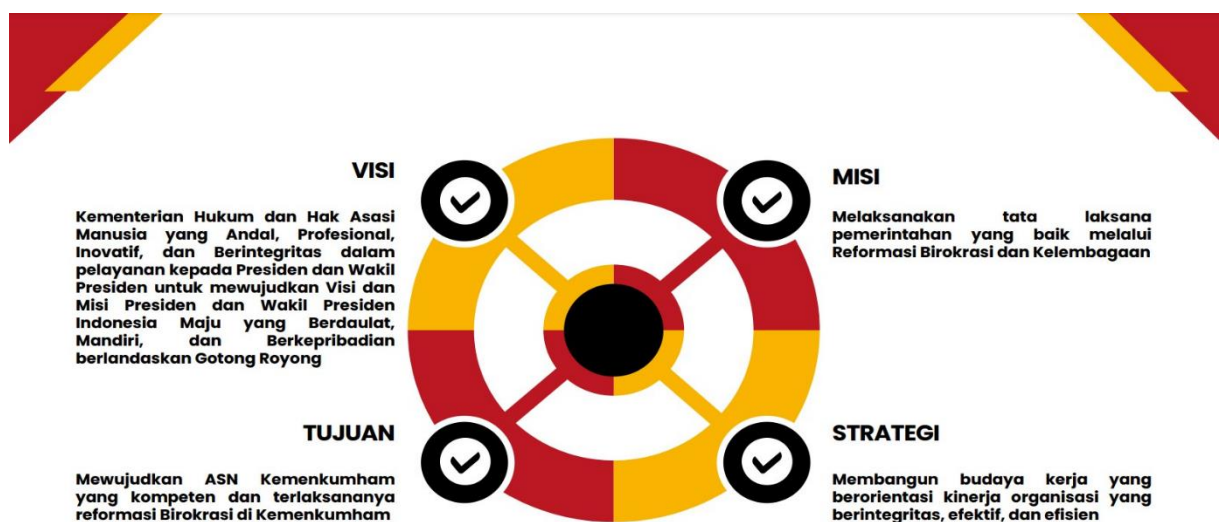 VISI
Kementerian Hukum dan Hak Asasi
Manusia yang Andal, Profesional,
Inovatif, dan Berintegritas dalam
pelayanan kepada Presiden dan Wakil
Presiden untuk mewujudkan Visi dan
Misi Presiden dan Wakil Presiden
Indonesia Maju yang Berdaulat,
Mandiri, dan Berkepribadian
berlandaskan Gotong Royong
MISI
Melaksanakan tata laksana
pemerintahan yang baik melalui
Reformasi Birokrasi dan Kelembagaan
TUJUAN
Mewujudkan ASN Kemenkumham
yang kompeten dan terlaksananya
reformasi Birokrasi di Kemenkumham
STRATEGI
Membangun budaya kerja yang
berorientasi kinerja organisasi yang
berintegritas, efektif, dan efisien